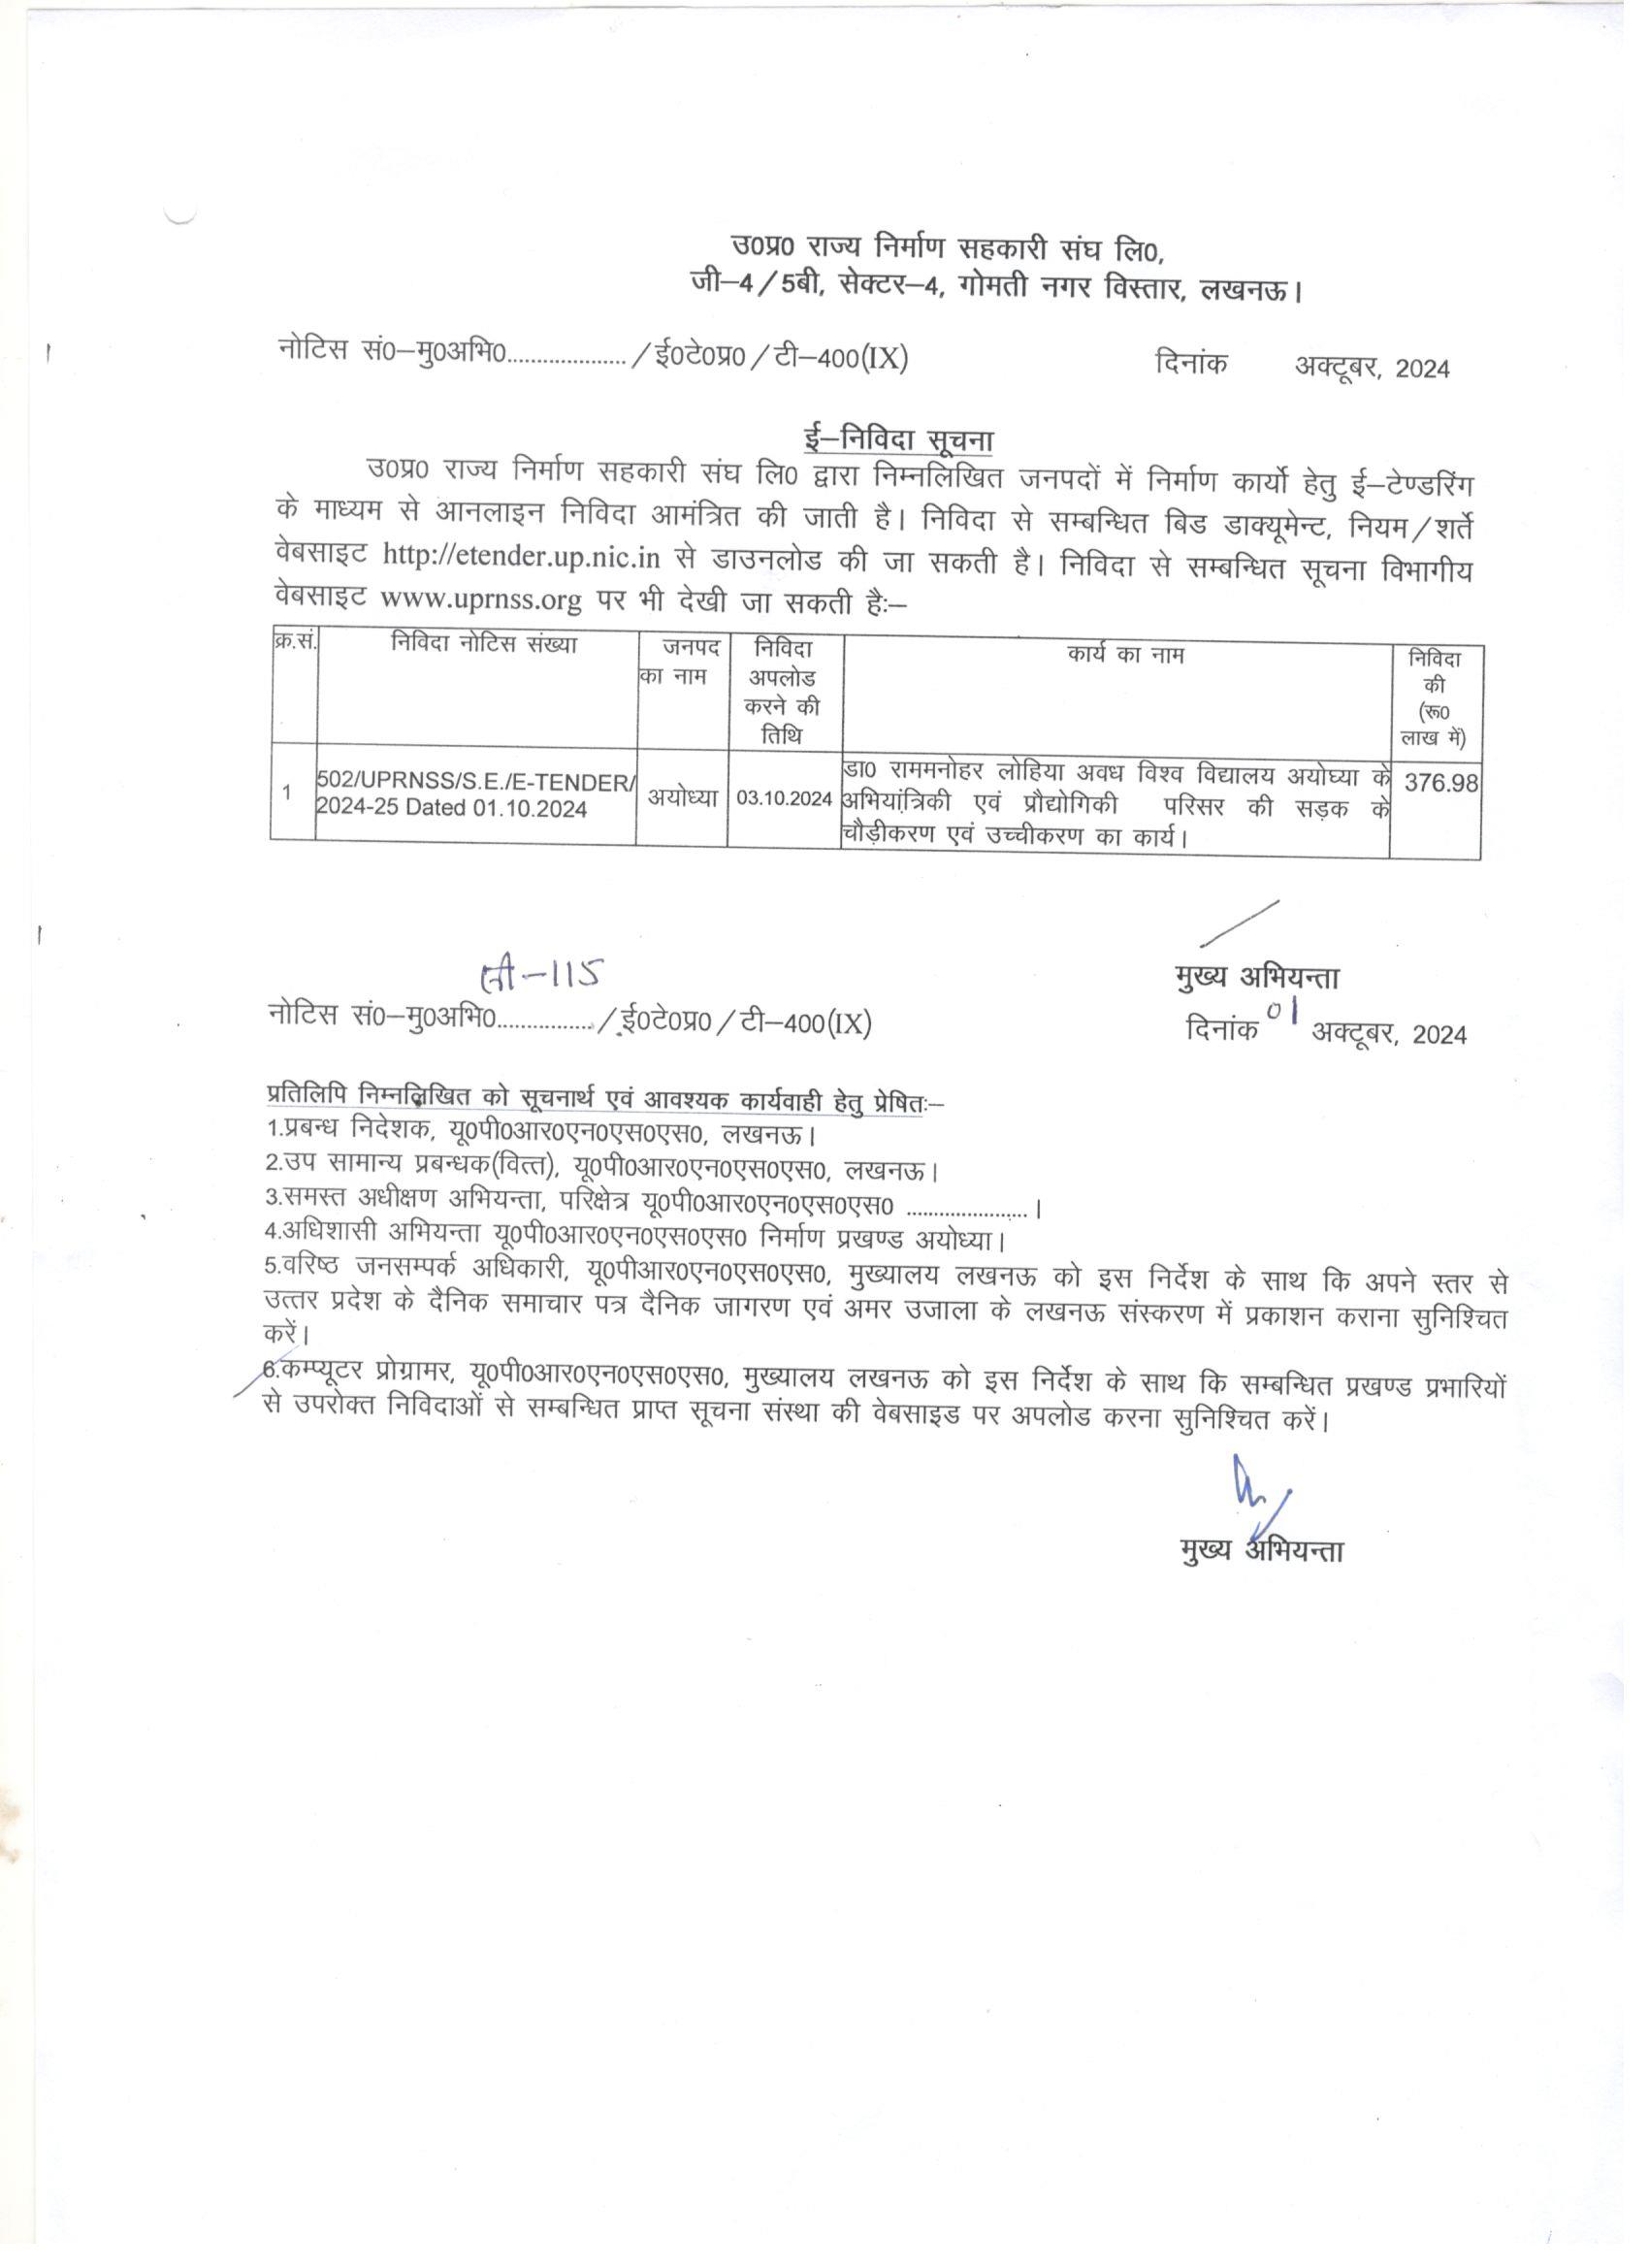 उ0प्र0 राज्य निर्माण सहकारी संघ लि0,
जी–4/5बी, सेक्टर–4, गोमती नगर विस्तार, लखनऊ।
नोटिस सं0–मु0अभि0.................... /ई0टे0प्र0/टी–400(IX) दिनांक अक्टूबर, 2024
ई–निविदा सूचना
उ0प्र0 राज्य निर्माण सहकारी संघ लि0 द्वारा निम्नलिखित जनपदों में निर्माण कार्यो हेतु ई–टेण्डरिंग
के माध्यम से आनलाइन निविदा आमंत्रित की जाती है। निविदा से सम्बन्धित बिड डाक्यूमेन्ट, नियम/शर्ते
वेबसाइट http://etender.up.nic.in से डाउनलोड की जा सकती है। निविदा से सम्बन्धित सूचना विभागीय
वेबसाइट www.uprnss.org पर भी देखी जा सकती हैः–
क्र.सं. निविदा नोटिस संख्या जनपद का नाम निविदा अपलोड करने की तिथि कार्य का नाम निविदा की (रू0 लाख में)
1 502/UPRNSS/S.E./E-TENDER/ 2024-25 Dated 01.10.2024 अयोध्या 03.10.2024 डा0 राममनोहर लोहिया अवध विश्व विद्यालय अयोघ्या के अभियांत्रिकी एवं प्रौद्योगिकी परिसर की सड़क के चौड़ीकरण एवं उच्चीकरण का कार्य। 376.98
मुख्य अभियन्ता
–115
नोटिस सं0–मु0अभि0................ /ई0टे0प्र0/टी–400(IX) दिनांक 01 अक्टूबर, 2024
प्रतिलिपि निम्नलिखित को सूचनार्थ एवं आवश्यक कार्यवाही हेतु प्रेषितः–
1.प्रबन्ध निदेशक, यू0पी0आर0एन0एस0एस0, लखनऊ।
2.उप सामान्य प्रबन्धक(वित्त), यू0पी0आर0एन0एस0एस0, लखनऊ।
3.समस्त अधीक्षण अभियन्ता, परिक्षेत्र यू0पी0आर0एन0एस0एस0 .....................।
4.अधिशासी अभियन्ता यू0पी0आर0एन0एस0एस0 निर्माण प्रखण्ड अयोध्या।
5.वरिष्ठ जनसम्पर्क अधिकारी, यू0पीआर0एन0एस0एस0, मुख्यालय लखनऊ को इस निर्देश के साथ कि अपने स्तर से
उत्तर प्रदेश के दैनिक समाचार पत्र दैनिक जागरण एवं अमर उजाला के लखनऊ संस्करण में प्रकाशन कराना सुनिश्चित
करें।
6.कम्प्यूटर प्रोग्रामर, यू0पी0आर0एन0एस0एस0, मुख्यालय लखनऊ को इस निर्देश के साथ कि सम्बन्धित प्रखण्ड प्रभारियों
से उपरोक्त निविदाओं से सम्बन्धित प्राप्त सूचना संस्था की वेबसाइड पर अपलोड करना सुनिश्चित करें।
मुख्य अभियन्ता